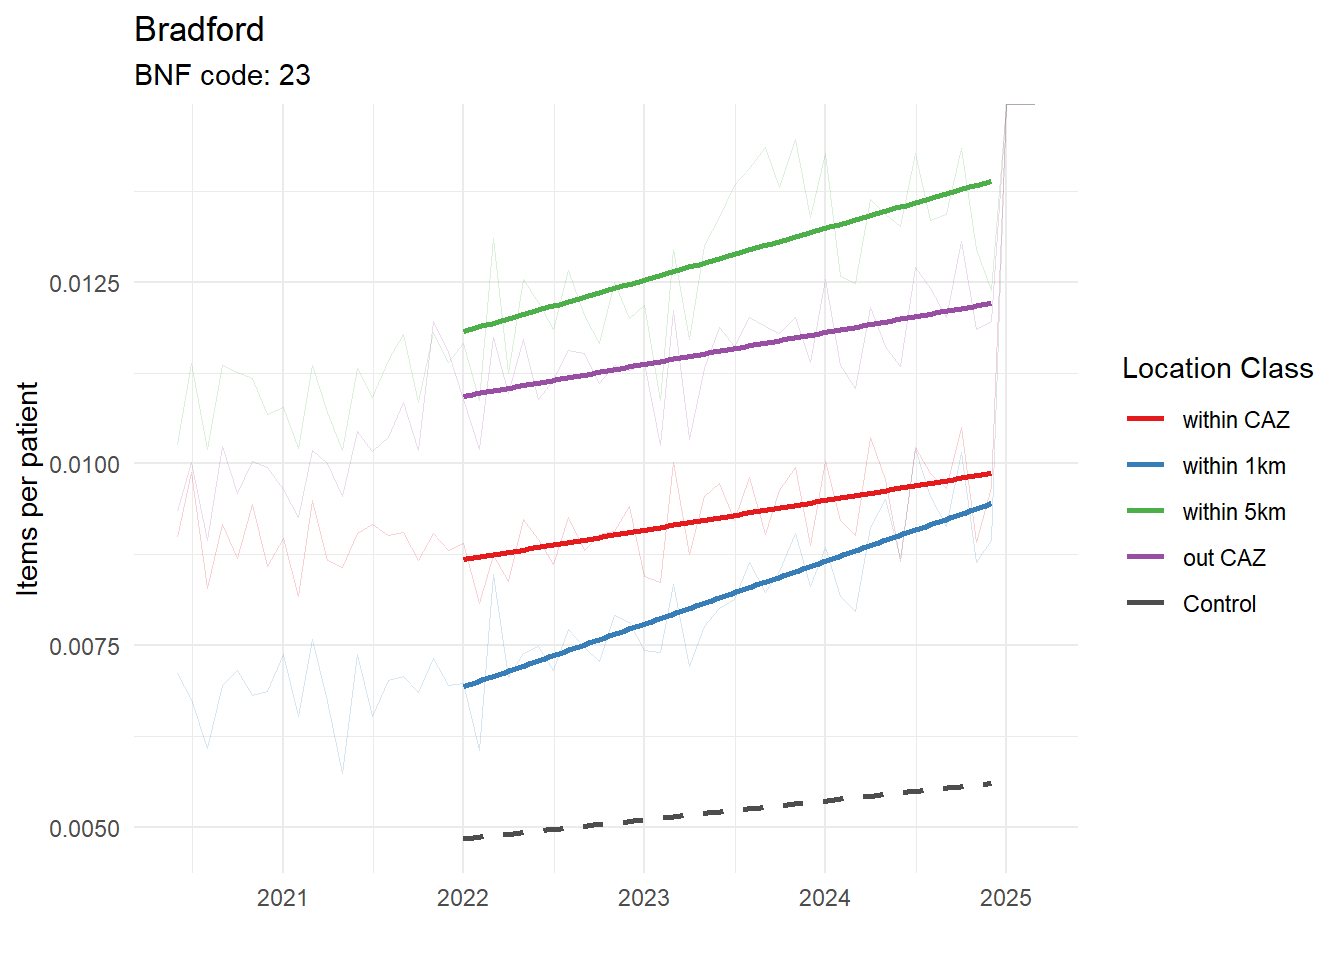 Bradford
BNF code: 23
Items per patient
0.0125
0.0100
0.0075
0.0050
2021
2022
2023
2024
2025
Location Class
within CAZ
within 1km
within 5km
out CAZ
Control